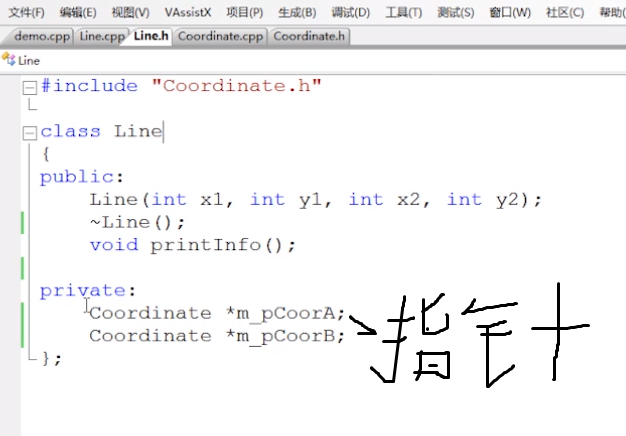 文件(F) 编辑(E) 视图(V) VAssistX 项目(P) 生成(B) 调试(D) 工具(T) 测试(S) 窗口(W) 社区(C) 帮助(
demo.cpp Line.cpp Line.h Coordinate.cpp Coordinate.h
Line
#include "Coordinate.h"
class Line
{
public:
Line(int x1, int y1, int x2, int y2);
~Line();
void printInfo();
private:
Coordinate *m_pCoorA;
Coordinate *m_pCoorB;
指针
};